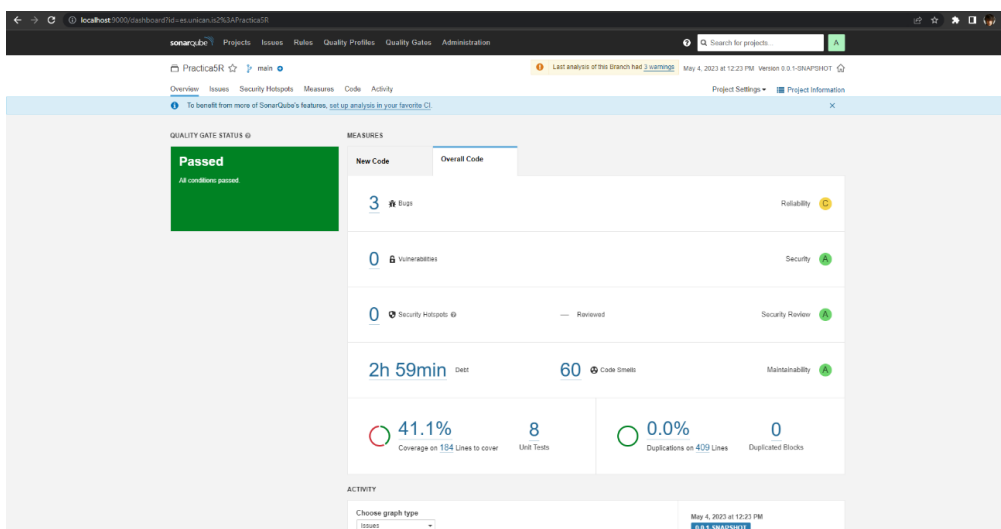 localhost:9000/dashboard?id=es.unican.is2%3APractica5R
sonarqube Projects Issues Rules Quality Profiles Quality Gates Administration Search for projects... A
Practica5R main Last analysis of this Branch had 3 warnings May 4, 2023 at 12:23 PM Version 0.0.1-SNAPSHOT
Overview Issues Security Hotspots Measures Code Activity Project Settings Project Information
To benefit from more of SonarQube's features, set up analysis in your favorite CI.
QUALITY GATE STATUS
Passed
All conditions passed.
MEASURES
New Code Overall Code
3 Bugs Reliability C
0 Vulnerabilities Security A
0 Security Hotspots — Reviewed Security Review A
2h 59min Debt 60 Code Smells Maintainability A
41.1% 8 0.0% 0
Coverage on 184 Lines to cover Unit Tests Duplications on 409 Lines Duplicated Blocks
ACTIVITY
Choose graph type
Issues
May 4, 2023 at 12:23 PM
0.0.1-SNAPSHOT